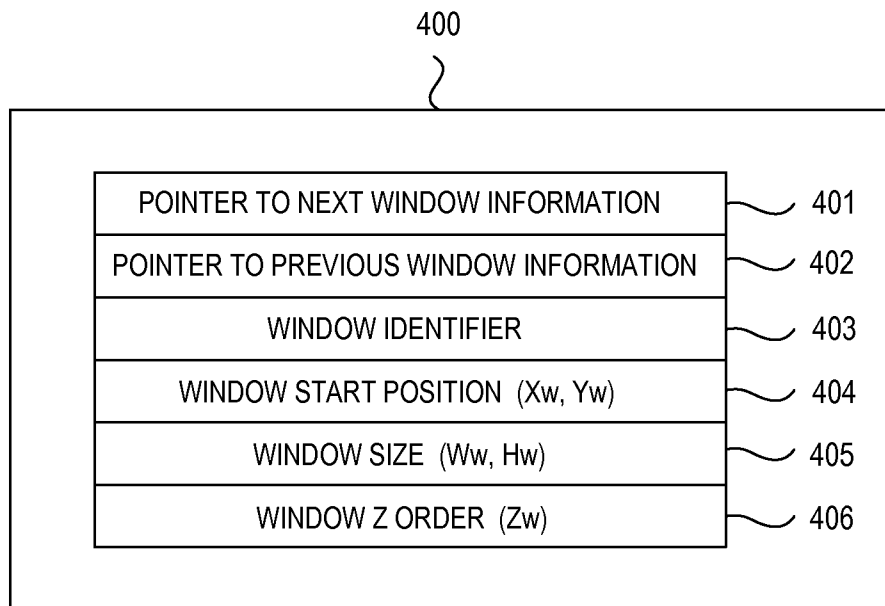 400
POINTER TO NEXT WINDOW INFORMATION 401
POINTER TO PREVIOUS WINDOW INFORMATION 402
WINDOW IDENTIFIER 403
WINDOW START POSITION (Xw, Yw) 404
WINDOW SIZE (Ww, Hw) 405
WINDOW Z ORDER (Zw) 406